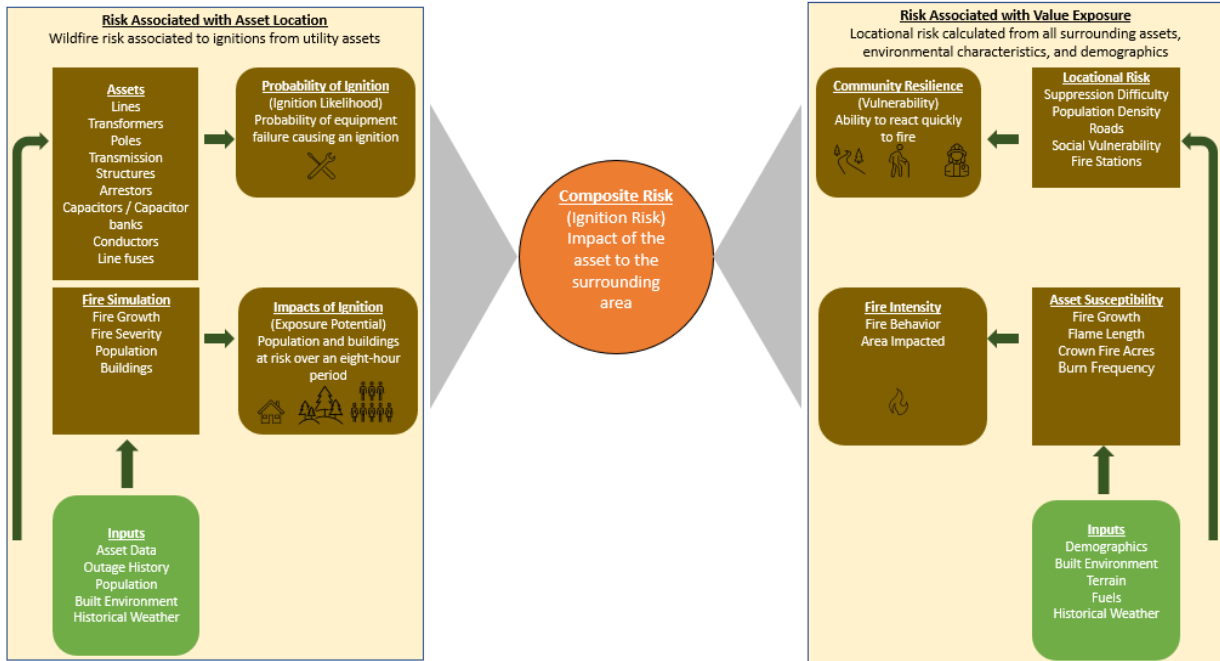 Risk Associated with Asset Location
Wildfire risk associated to ignitions from utility assets
Assets
Lines
Transformers
Poles
Transmission
Structures
Arrestors
Capacitors / Capacitor
banks
Conductors
Line fuses
Probability of Ignition
(Ignition Likelihood)
Probability of equipment
failure causing an ignition
Fire Simulation
Fire Growth
Fire Severity
Population
Buildings
Impacts of Ignition
(Exposure Potential)
Population and buildings
at risk over an eight-hour
period
Inputs
Asset Data
Outage History
Population
Built Environment
Historical Weather
Composite Risk
(Ignition Risk)
Impact of the
asset to the
surrounding
area
Risk Associated with Value Exposure
Locational risk calculated from all surrounding assets,
environmental characteristics, and demographics
Community Resilience
(Vulnerability)
Ability to react quickly
to fire
Locational Risk
Suppression Difficulty
Population Density
Roads
Social Vulnerability
Fire Stations
Fire Intensity
Fire Behavior
Area Impacted
Asset Susceptibility
Fire Growth
Flame Length
Crown Fire Acres
Burn Frequency
Inputs
Demographics
Built Environment
Terrain
Fuels
Historical Weather